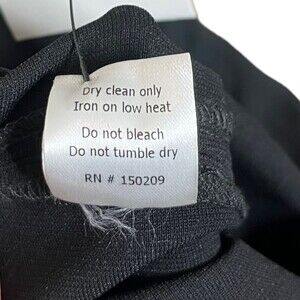 Dry clean only
Iron on low heat
Do not bleach
Do not tumble dry
RN # 150209